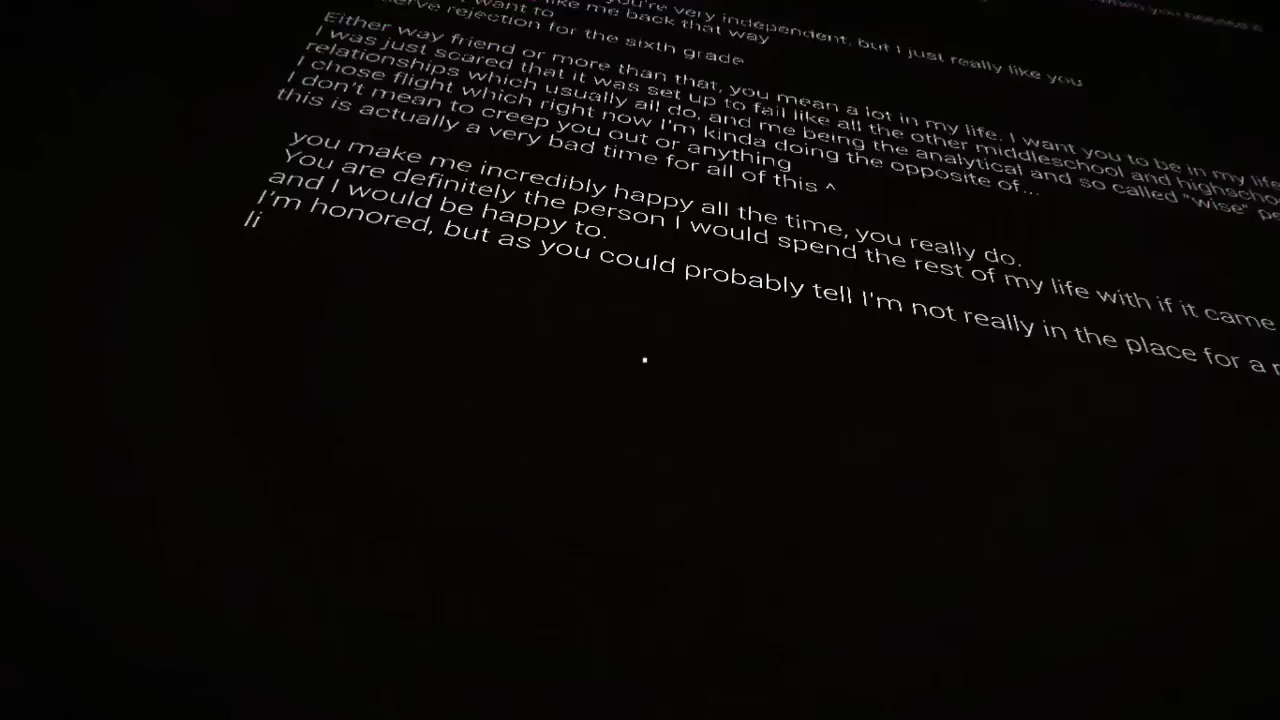 you're very independent, but I just really like you
want to
like me back that way
rejection for the sixth grade
Either way friend or more than that, you mean a lot in my life. I want you to be in my life
I was just scared that it was set up to fail like all the other middleschool and highscho
relationships which usually all do, and me being the analytical and so called "wise" pe
I chose flight which right now I'm kinda doing the opposite of...
I don't mean to creep you out or anything
this is actually a very bad time for all of this ^
you make me incredibly happy all the time, you really do.
You are definitely the person I would spend the rest of my life with if it came
and I would be happy to.
I'm honored, but as you could probably tell I'm not really in the place for a r
li